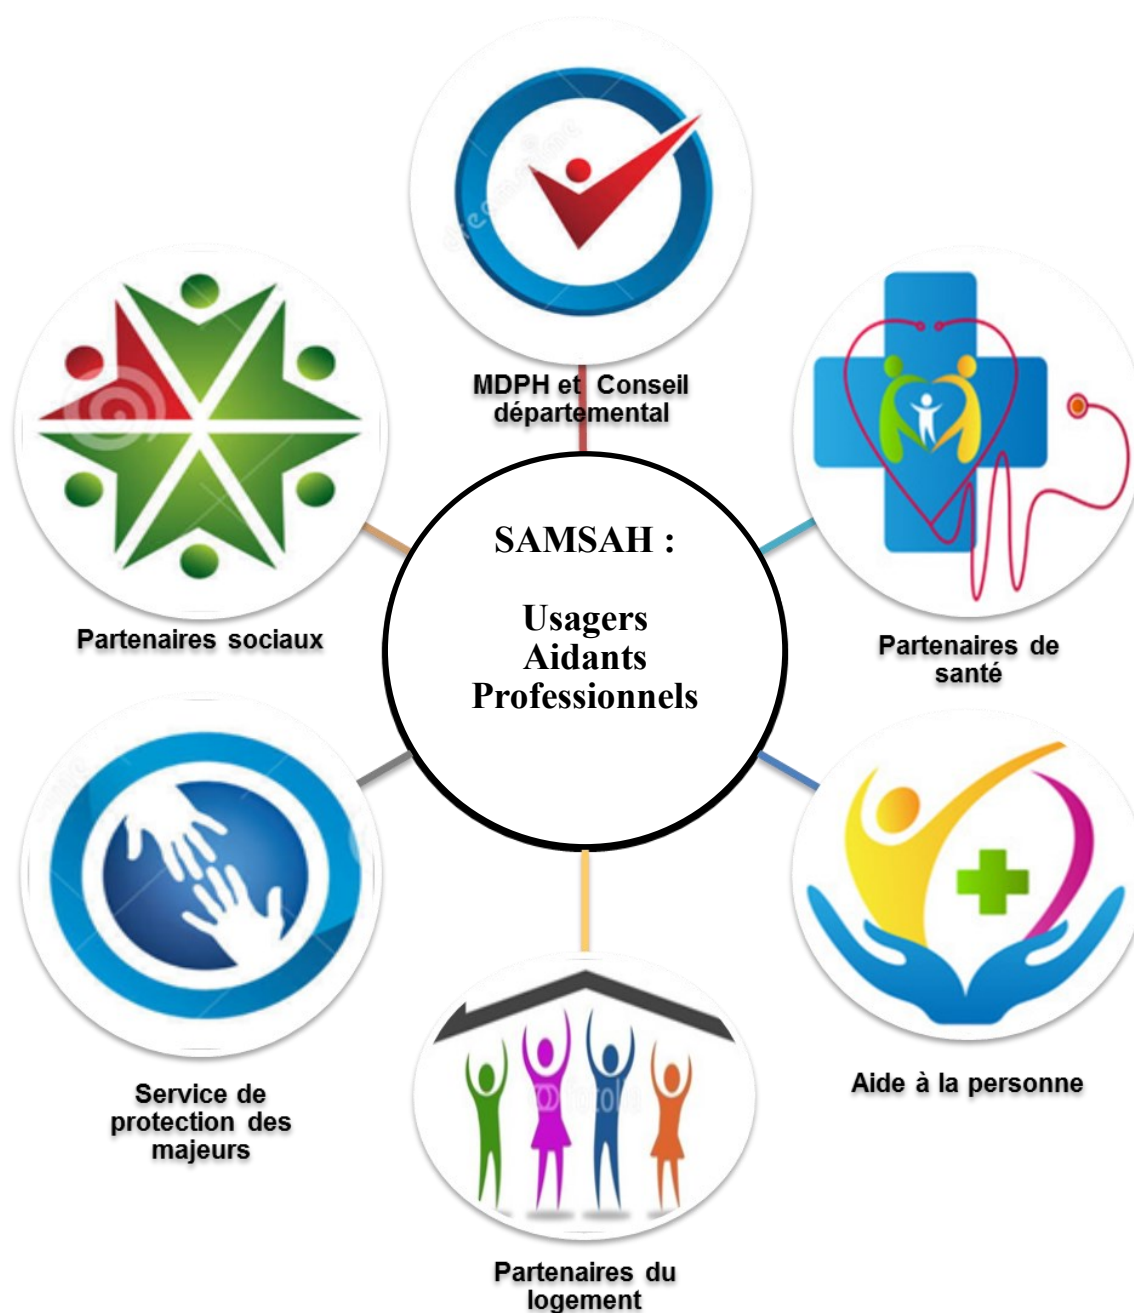 MDPH et Conseil
départemental
SAMSAH :
Usagers
Aidants
Professionnels
Partenaires sociaux
Partenaires de
santé
Service de
protection des
majeurs
Aide à la personne
Partenaires du
logement